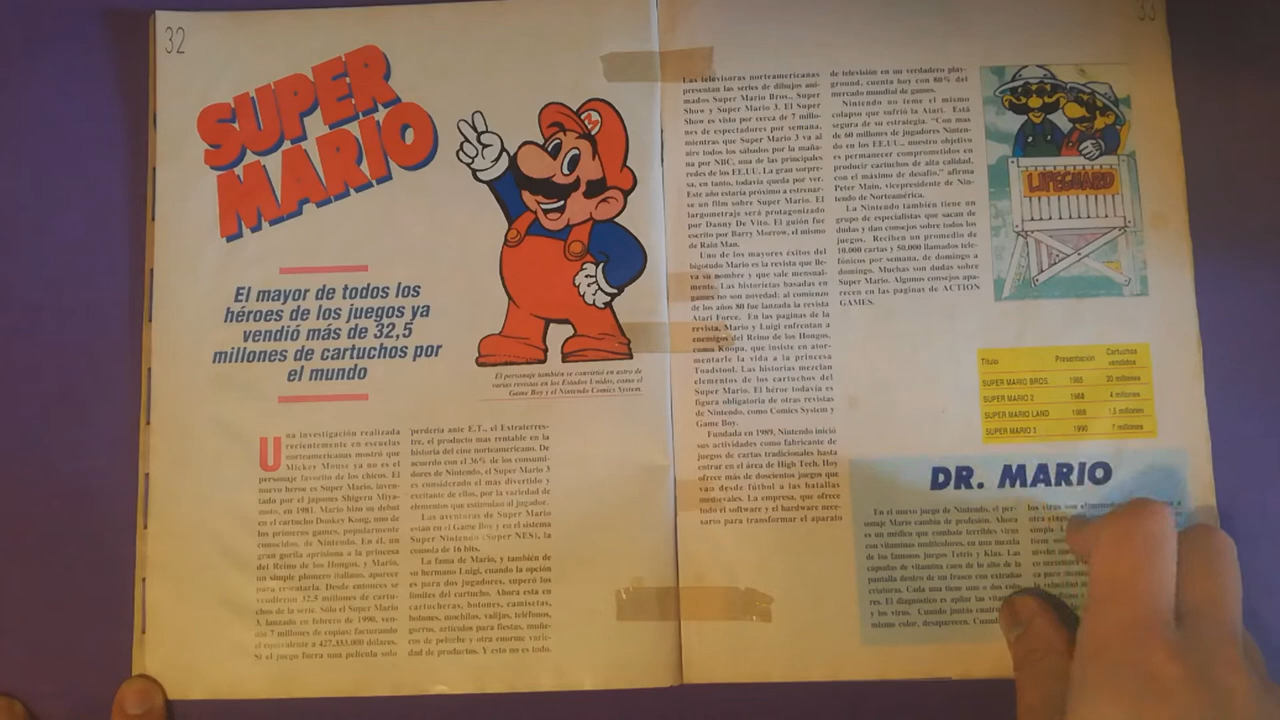 32
33
SUPER
MARIO
El mayor de todos los
héroes de los juegos ya
vendió más de 32,5
millones de cartuchos por
el mundo
El personaje también se convirtió en astro de
varias revistas en los Estados Unidos, como el
Game Boy y el Nintendo Comics System.
Una investigación realizada
recientemente en escuelas
norteamericanas mostró que
Mickey Mouse ya no es el
personaje favorito de los chicos. El
nuevo heroe es Super Mario, inven-
tado por el japones Shigeru Miya-
moto, en 1981. Mario hizo su debut
en el cartucho Donkey Kong, uno de
los primeros games, popularmente
conocidos, de Nintendo. En él, un
gran gorila aprisiona a la princesa
del Reino de los Hongos, y Mario,
un simple plomero italiano, aparece
para rescatarla. Desde entonces se
vendieron 32,5 millones de cartu-
chos de la serie. Sólo el Super Mario
3, lanzado en febrero de 1990, ven-
dió 7 millones de copias: facturando
el equivalente a 427.333.000 dólares.
Si el juego fuera una película solo
perdería ante E.T., el Extraterres-
tre, el producto mas rentable en la
historia del cine norteamericano. De
acuerdo con el 36% de los consumi-
dores de Nintendo, el Super Mario 3
es considerado el más divertido y
excitante de ellos, por la variedad de
elementos que estimulan al jugador.
Las aventuras de Super Mario
están en el Game Boy y en el sistema
Super Nintendo (Super NES), la
consola de 16 bits.
La fama de Mario, y también de
su hermano Luigi, cuando la opción
es para dos jugadores, superó los
límites del cartucho. Ahora esta en
cartucheras, botones, camisetas,
botones, mochilas, valijas, teléfonos,
gorros, artículos para fiestas, muñe-
cos de peluche y otra enorme varie-
dad de productos. Y esto no es todo.
Las televisoras norteamericanas
presentan las series de dibujos ani-
mados Super Mario Bros., Super
Show y Super Mario 3. El Super
Show es visto por cerca de 7 millo-
nes de espectadores por semana,
mientras que Super Mario 3 va al
aire todos los sábados por la maña-
na por NBC, una de las principales
redes de los EE.UU. La gran sorpre-
sa, en tanto, todavía queda por ver.
Este año estaría próximo a estrenar-
se un film sobre Super Mario. El
largometraje será protagonizado
por Danny De Vito. El guión fue
escrito por Barry Morrow, el mismo
de Rain Man.
Uno de los mayores éxitos del
bigotudo Mario es la revista que lle-
va su nombre y que sale mensual-
mente. Las historietas basadas en
games no son novedad: al comienzo
de los años 80 fue lanzada la revista
Atari Force. En las paginas de la
revista, Mario y Luigi enfrentan a
enemigos del Reino de los Hongos,
como Koopa, que insiste en ator-
mentarle la vida a la princesa
Toadstool. Las historias mezclan
elementos de los cartuchos del
Super Mario. El héroe todavía es
figura obligatoria de otras revistas
de Nintendo, como Comics System y
Game Boy.
Fundada en 1989, Nintendo inició
sus actividades como fabricante de
juegos de cartas tradicionales hasta
entrar en el área de High Tech. Hoy
ofrece más de doscientos juegos que
van desde fútbol a las batallas
medievales. La empresa, que ofrece
todo el software y el hardware nece-
sario para transformar el aparato
de televisión en un verdadero play-
ground, cuenta hoy con 80% del
mercado mundial de games.
Nintendo no teme el mismo
colapso que sufrió la Atari. Está
segura de su estrategia. "Con mas
de 60 millones de jugadores Ninten-
do en los EE.UU., nuestro objetivo
es permanecer comprometidos en
producir cartuchos de alta calidad,
con el máximo de desafío," afirma
Peter Main, vicepresidente de Nin-
tendo de Norteamérica.
La Nintendo también tiene un
grupo de especialistas que sacan de
dudas y dan consejos sobre todos los
juegos. Reciben un promedio de
10.000 cartas y 50.000 llamados tele-
fónicos por semana, de domingo a
domingo. Muchas son dudas sobre
Super Mario. Algunos consejos apa-
recen en las paginas de ACTION
GAMES.
LIFEGUARD
Título Presentación Cartuchos vendidos
SUPER MARIO BROS. 1985 20 millones
SUPER MARIO 2 1988 4 millones
SUPER MARIO LAND 1989 1,5 millones
SUPER MARIO 3 1990 7 millones
DR. MARIO
En el nuevo juego de Nintendo, el per-
sonaje Mario cambia de profesión. Ahora
es un médico que combate terribles virus
con vitaminas multicolores, en una mezcla
de los famosos juegos Tetris y Klax. Las
cápsulas de vitamina caen de lo alto de la
pantalla dentro de un frasco con extrañas
criaturas. Cada una tiene uno o dos colo-
res. El diagnóstico es apilar las
y los virus. Cuando juntás cuatro
mismo color, desaparecen.
los virus son
otra
simple.
tiene
niveles
ca para
la velocidad